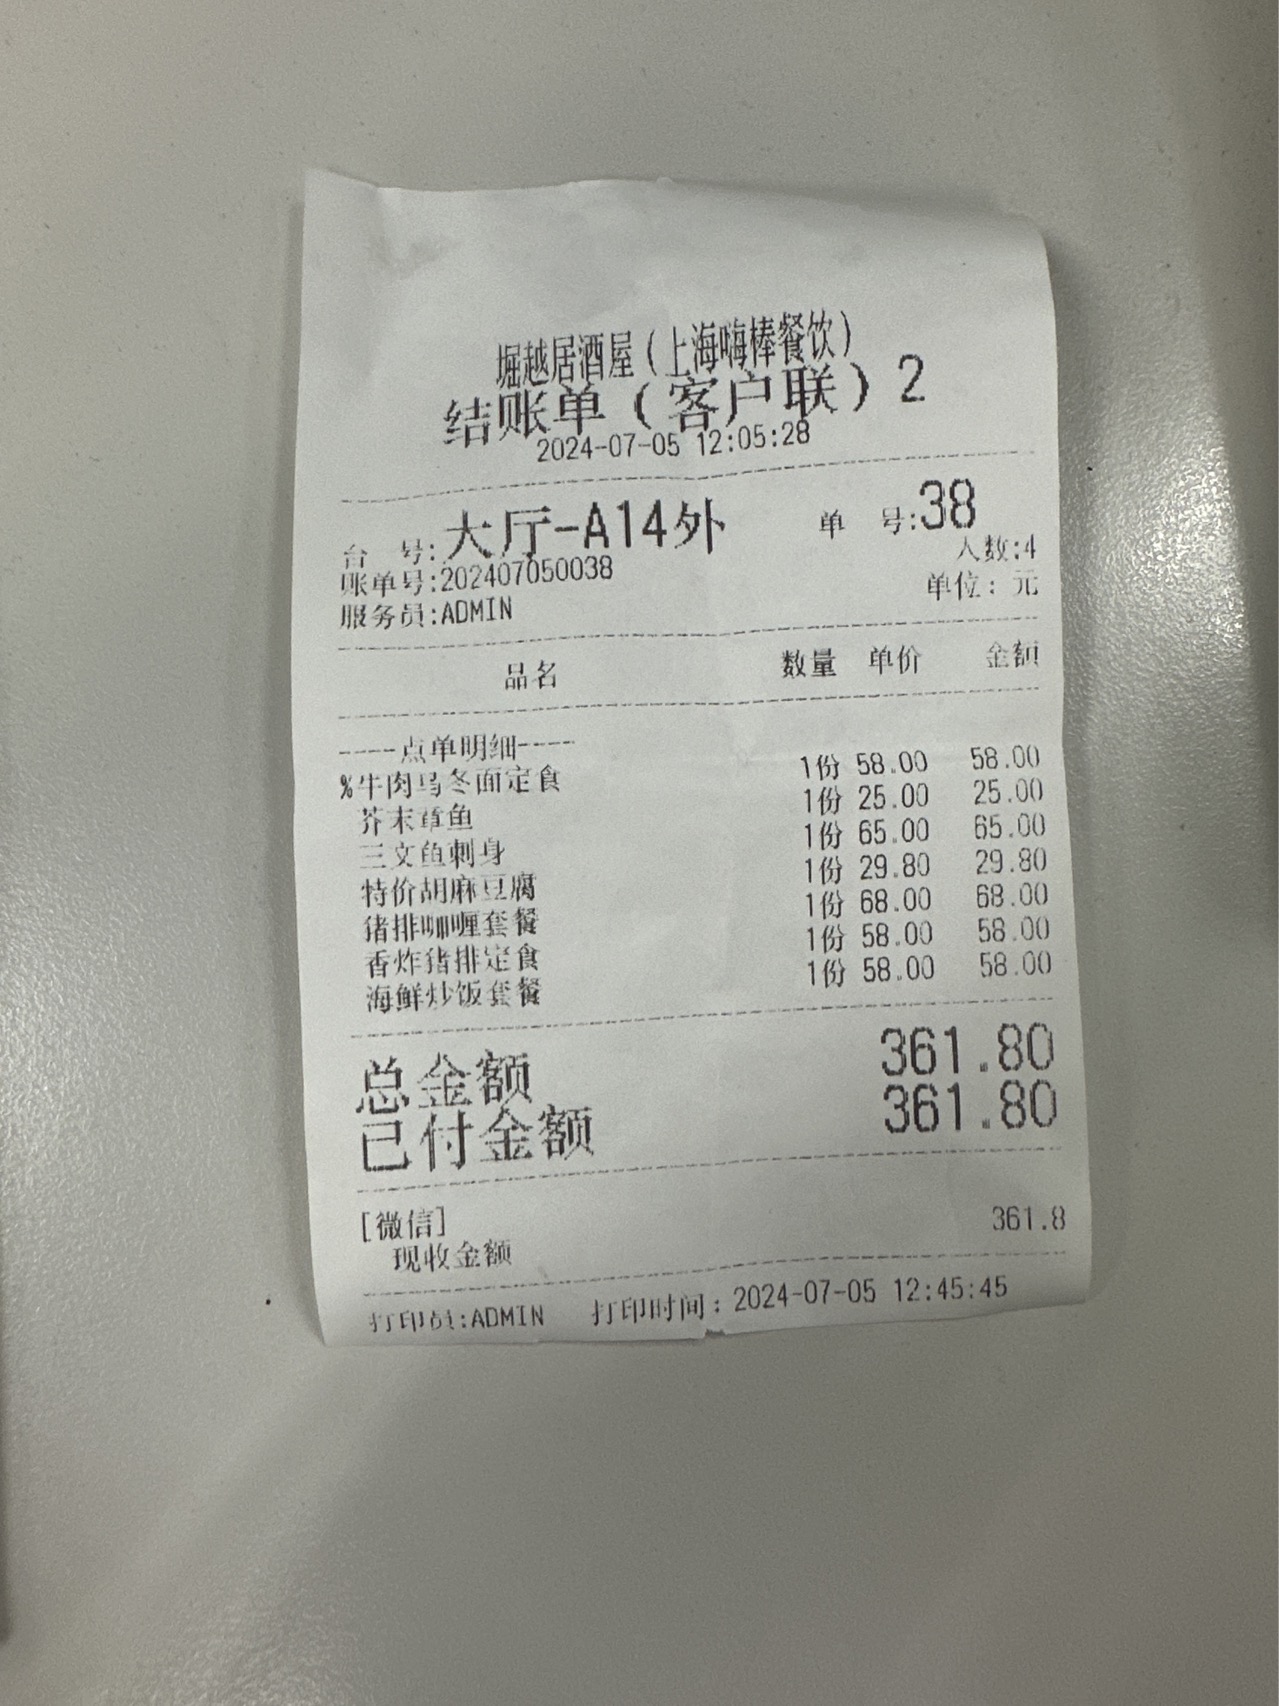 堀越居酒屋(上海嗨棒餐饮)
结账单(客户联)2
2024-07-05 12:05:28
台 号:大厅-A14外 单 号:38
账单号:202407050038 人数:4
服务员:ADMIN 单位:元
品名 数量 单价 金额
----点单明细----
%牛肉乌冬面定食 1份 58.00 58.00
芥末章鱼 1份 25.00 25.00
三文鱼刺身 1份 65.00 65.00
特价胡麻豆腐 1份 29.80 29.80
猪排咖喱套餐 1份 68.00 68.00
香炸猪排定食 1份 58.00 58.00
海鲜炒饭套餐 1份 58.00 58.00
总金额 361.80
已付金额 361.80
[微信] 361.8
现收金额
打印员:ADMIN 打印时间:2024-07-05 12:45:45